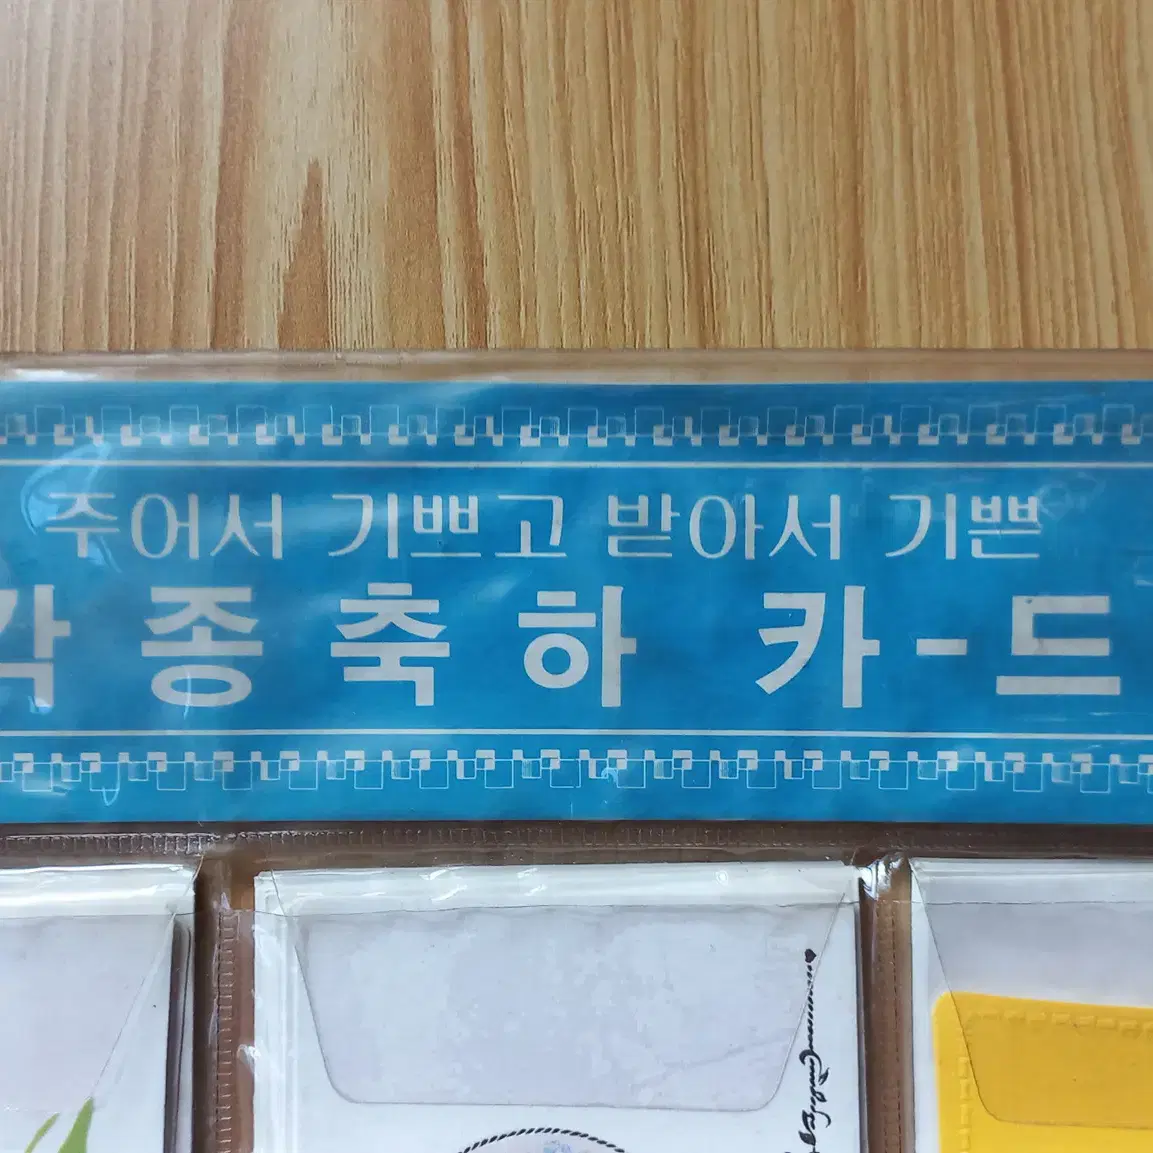 주어서 기쁘고 받아서 기쁜
각종축하 카-드